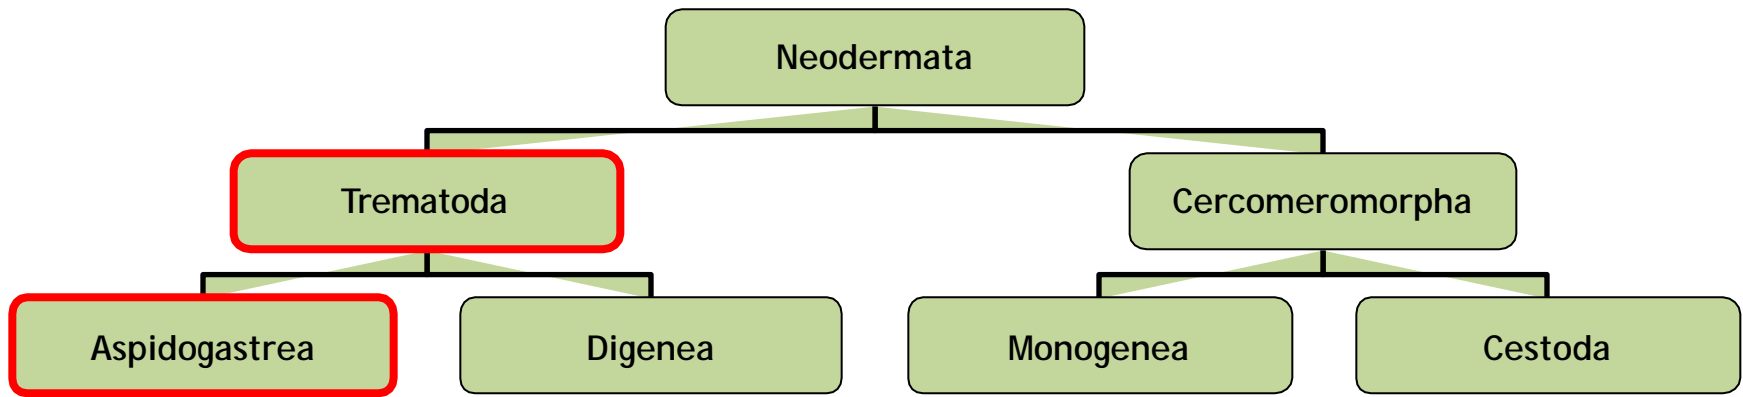 Neodermata
Trematoda
Cercomeromorpha
Aspidogastrea
Digenea
Monogenea
Cestoda